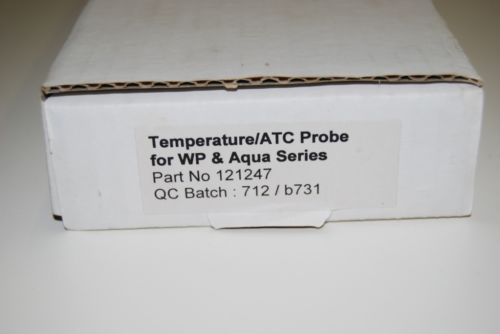 Temperature/ATC Probe
for WP & Aqua Series
Part No 121247
QC Batch : 712 / b731